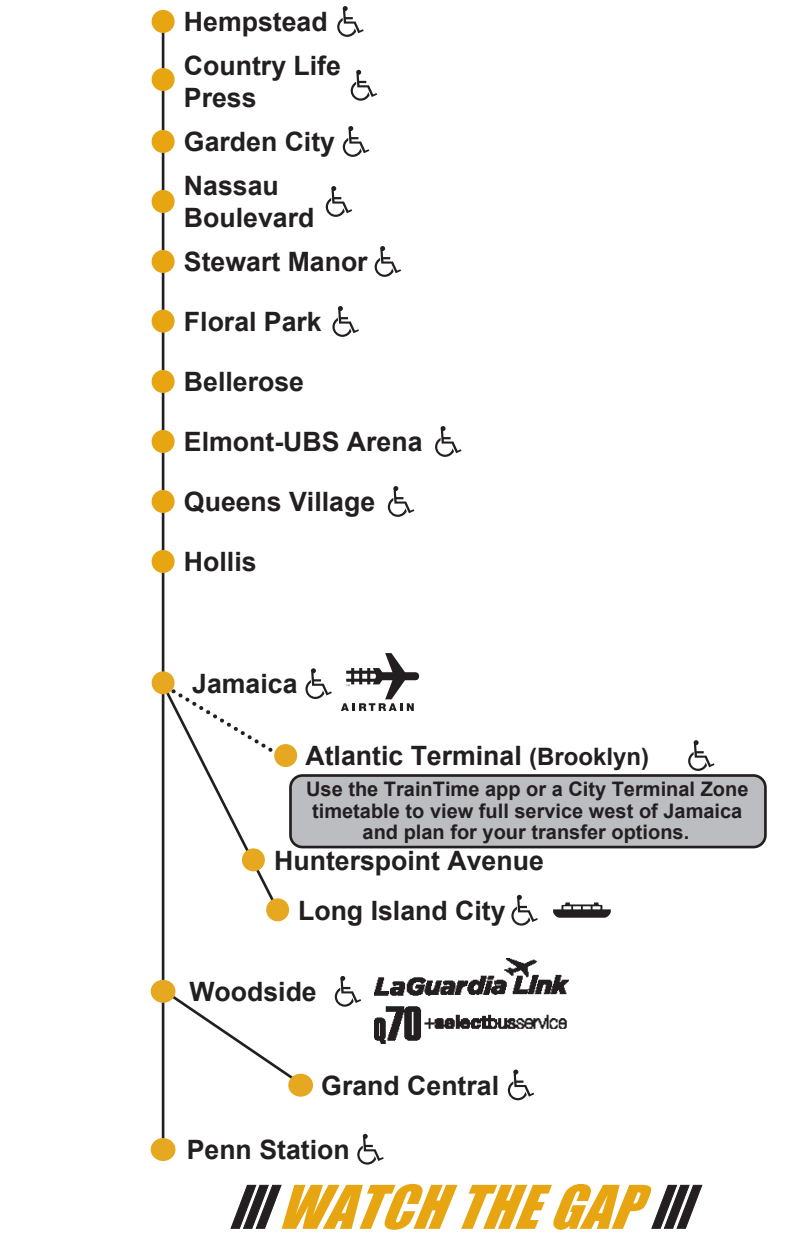 Hempstead
Country Life
Press
Garden City
Nassau
Boulevard
Stewart Manor
Floral Park
Bellerose
Elmont-UBS Arena
Queens Village
Hollis
Jamaica
AIRTRAIN
Atlantic Terminal (Brooklyn)
Use the TrainTime app or a City Terminal Zone
timetable to view full service west of Jamaica
and plan for your transfer options.
Hunterspoint Avenue
Long Island City
Woodside
LaGuardia Link
Q70 +selectbusservice
Grand Central
Penn Station
WATCH THE GAP